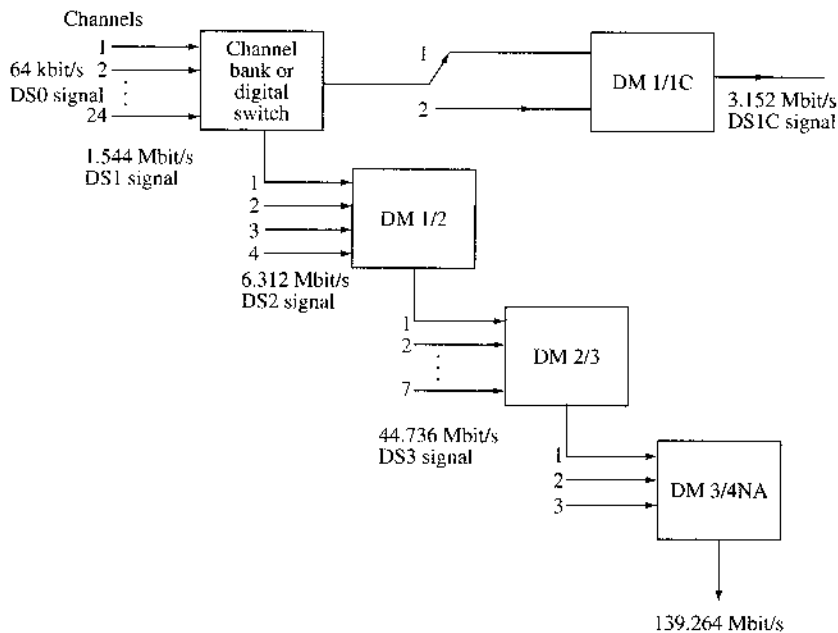 Channels
1
64 kbit/s 2
DS0 signal
24
Channel
bank or
digital
switch
1
2
DM 1/1C
3.152 Mbit/s
DS1C signal
1.544 Mbit/s
DS1 signal
1
2
3
4
DM 1/2
6.312 Mbit/s
DS2 signal
1
2
7
DM 2/3
44.736 Mbit/s
DS3 signal
1
2
3
DM 3/4NA
139.264 Mbit/s